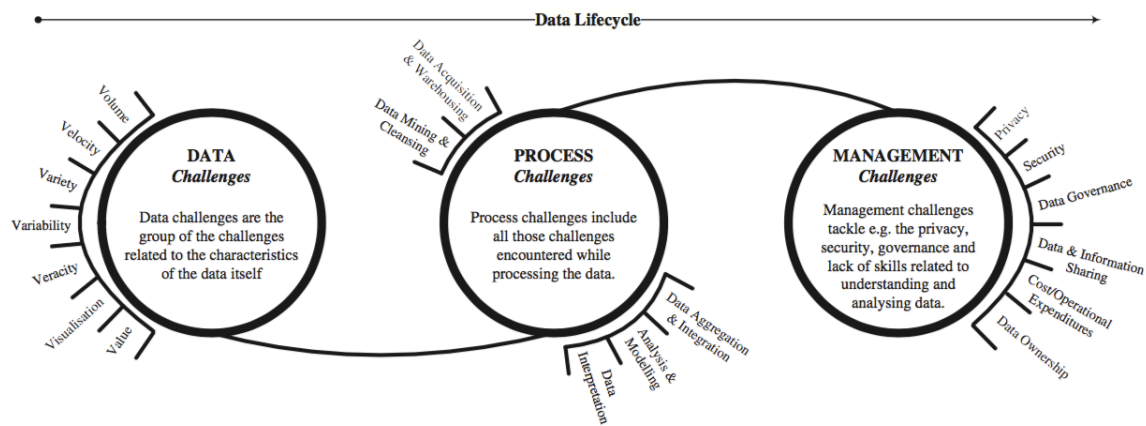 Data Lifecycle
Volume
Velocity
Variety
Variability
Veracity
Visualisation
Value
DATA
Challenges
Data challenges are the
group of the challenges
related to the characteristics
of the data itself
Data Acquisition
& Warehousing
Data Mining &
Cleansing
PROCESS
Challenges
Process challenges include
all those challenges
encountered while
processing the data.
Data Aggregation
& Integration
Analysis &
Modelling
Data
Interpretation
MANAGEMENT
Challenges
Management challenges
tackle e.g. the privacy,
security, governance and
lack of skills related to
understanding and
analysing data.
Privacy
Security
Data Governance
Data & Information
Sharing
Cost/Operational
Expenditures
Data Ownership